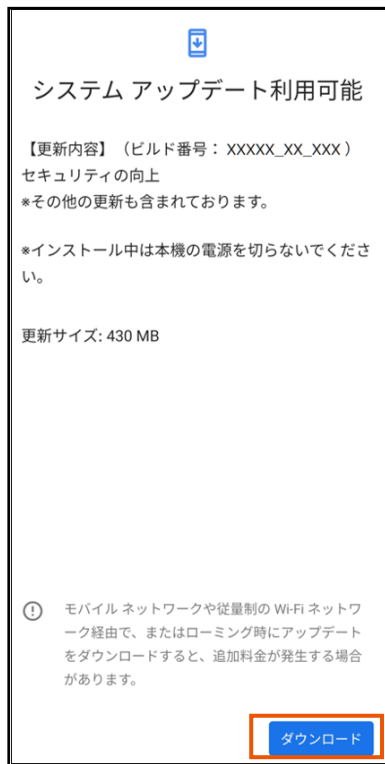 システム アップデート利用可能
【更新内容】（ビルド番号： XXXXX_XX_XXX ）
セキュリティの向上
*その他の更新も含まれております。
*インストール中は本機の電源を切らないでくださ
い。
更新サイズ: 430 MB
モバイル ネットワークや従量制の Wi-Fi ネットワ
ーク経由で、またはローミング時にアップデート
をダウンロードすると、追加料金が発生する場合
があります。
ダウンロード